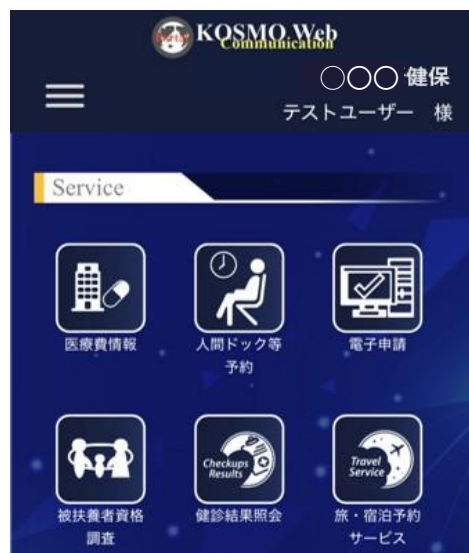 Portal
KOSMO Web
Communication
○○○健保
テストユーザー 様
Service
医療費情報
人間ドック等
予約
電子申請
被扶養者資格
調査
Checkups
Results
健診結果照会
Travel
Service
旅・宿泊予約
サービス